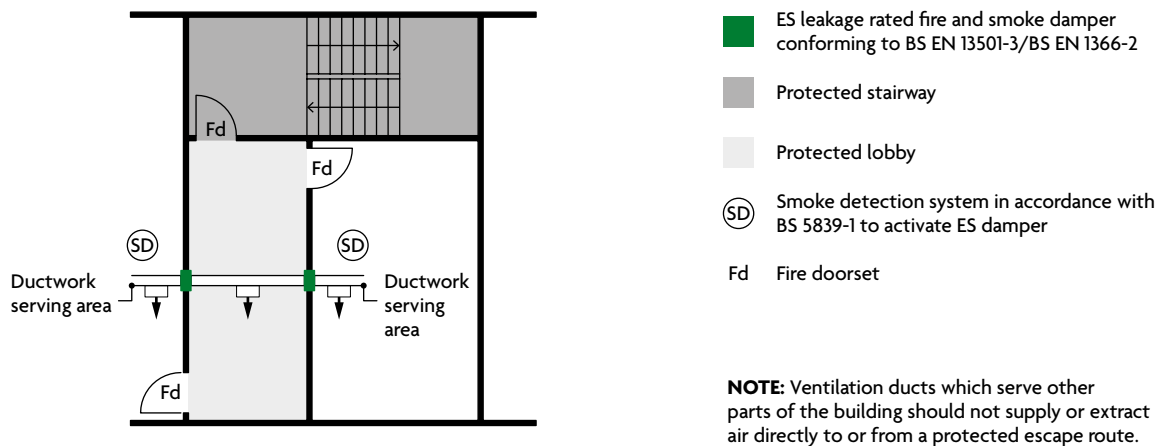 Fd
Fd
SD
SD
Ductwork
serving area
Ductwork
serving
area
Fd
ES leakage rated fire and smoke damper
conforming to BS EN 13501-3/BS EN 1366-2
Protected stairway
Protected lobby
SD
Smoke detection system in accordance with
BS 5839-1 to activate ES damper
Fd
Fire doorset
NOTE: Ventilation ducts which serve other
parts of the building should not supply or extract
air directly to or from a protected escape route.